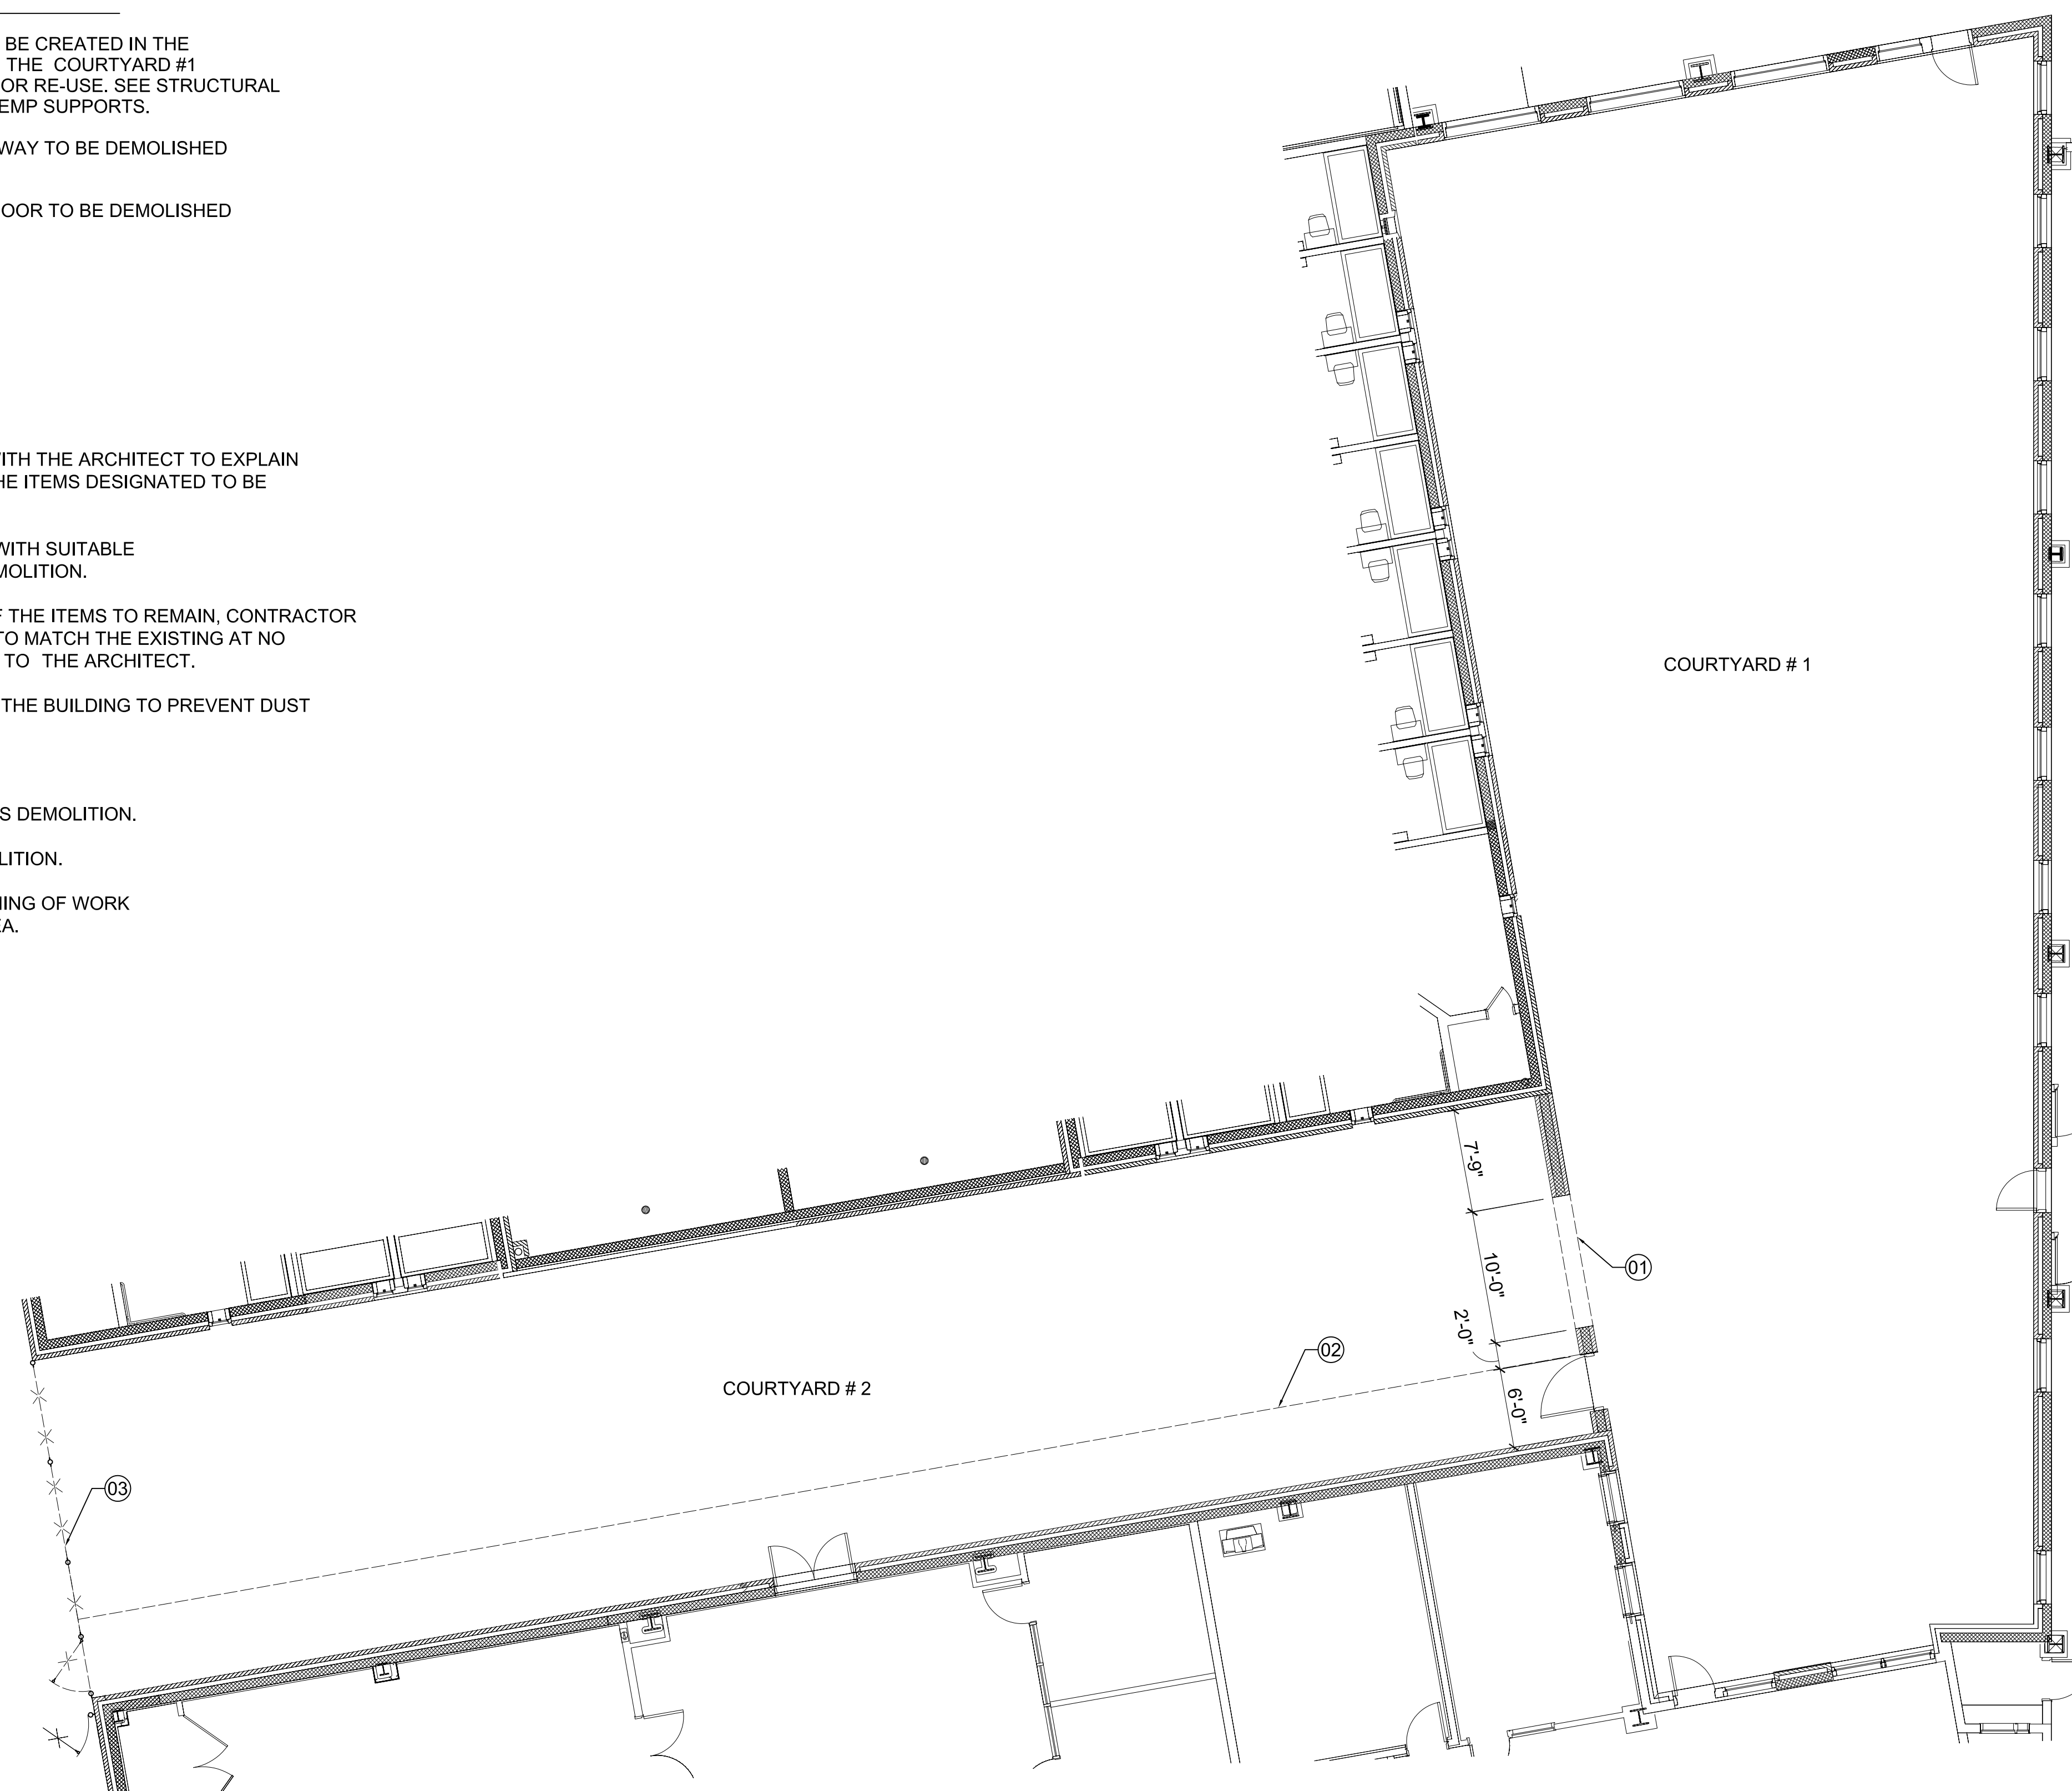 BE CREATED IN THE
THE COURTYARD #1
OR RE-USE. SEE STRUCTURAL
EMP SUPPORTS.
WAY TO BE DEMOLISHED
OOR TO BE DEMOLISHED
WITH THE ARCHITECT TO EXPLAIN
HE ITEMS DESIGNATED TO BE
WITH SUITABLE
MOLITION.
F THE ITEMS TO REMAIN, CONTRACTOR
TO MATCH THE EXISTING AT NO
TO THE ARCHITECT.
THE BUILDING TO PREVENT DUST
S DEMOLITION.
LITION.
NING OF WORK
EA.
COURTYARD # 1
7'-9"
10'-0"
01
2'-0"
02
COURTYARD # 2
6'-0"
03